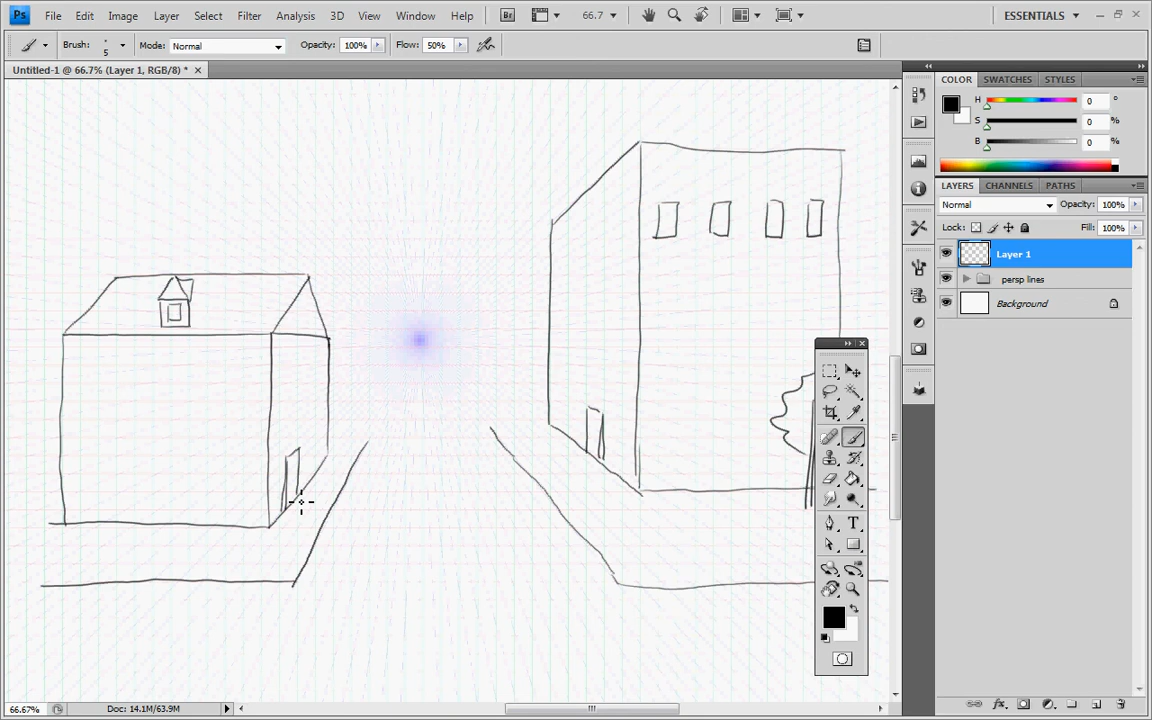 Ps File Edit Image Layer Select Filter Analysis 3D View Window Help Br 66.7 ESSENTIALS
Brush: 5 Mode: Normal Opacity: 100% Flow: 50%
Untitled-1 @ 66.7% (Layer 1, RGB/8) *
COLOR SWATCHES STYLES
H 0 °
S 0 %
B 0 %
LAYERS CHANNELS PATHS
Normal Opacity: 100%
Lock: Fill: 100%
Layer 1
persp lines
Background
T
66.67% Doc: 14.1M/63.9M